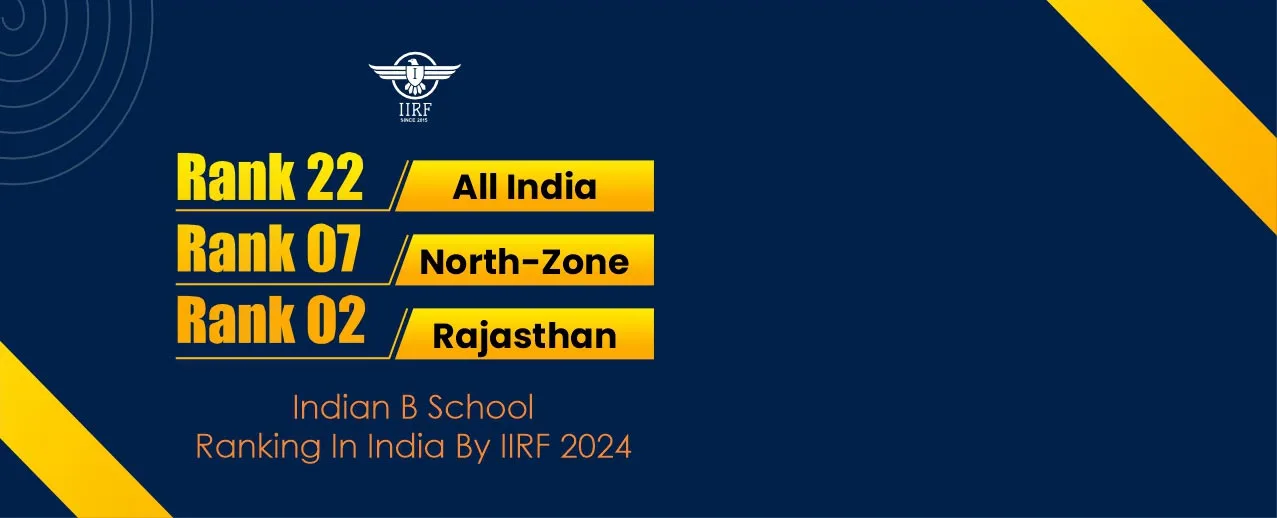 I
IIRF
SINCE 2015
Rank 22 All India
Rank 07 North-Zone
Rank 02 Rajasthan
Indian B School
Ranking In India By IIRF 2024